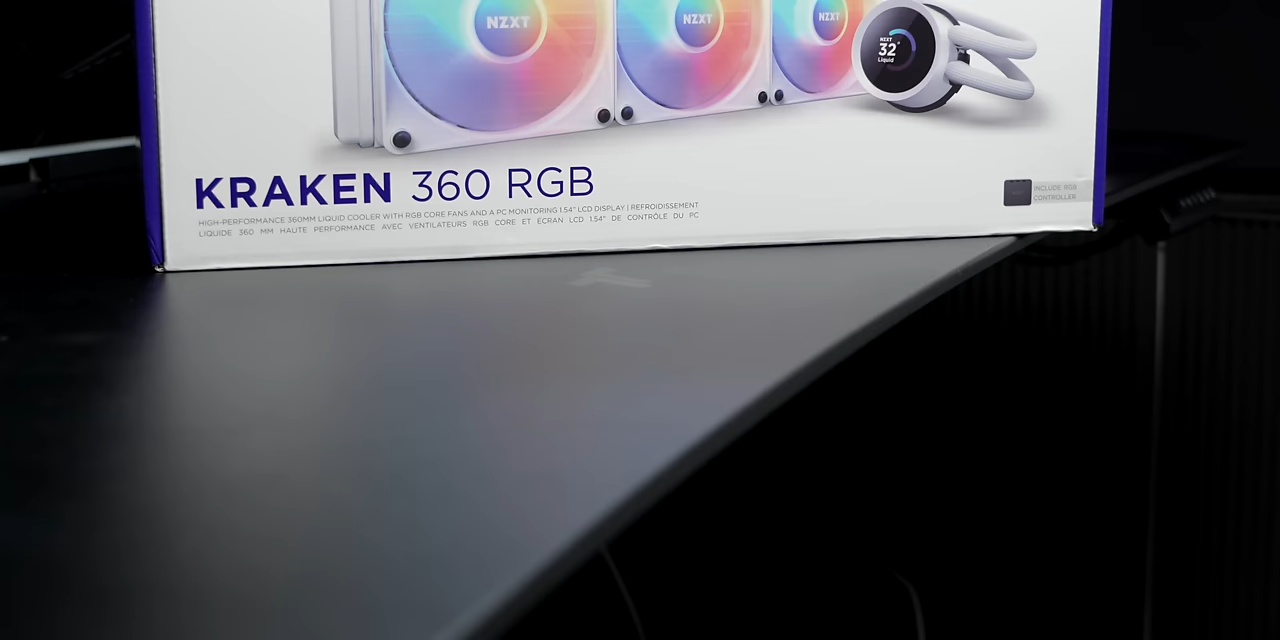 NZXT
NZXT
NZXT
NZXT
32°
Liquid
KRAKEN 360 RGB
HIGH-PERFORMANCE 360MM LIQUID COOLER WITH RGB CORE FANS AND A PC MONITORING 1.54" LCD DISPLAY | REFROIDISSEMENT
LIQUIDE 360 MM HAUTE PERFORMANCE AVEC VENTILATEURS RGB CORE ET ÉCRAN LCD 1.54" DE CONTRÔLE DU PC
INCLUDE RGB
CONTROLLER